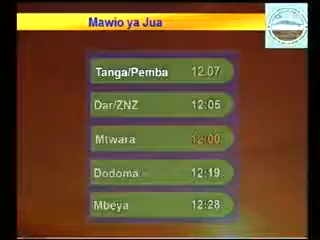 Mawio ya Jua
Tanga/Pemba 12:07
Dar/ZNZ 12:05
Mtwara 12:00
Dodoma 12:19
Mbeya 12:28